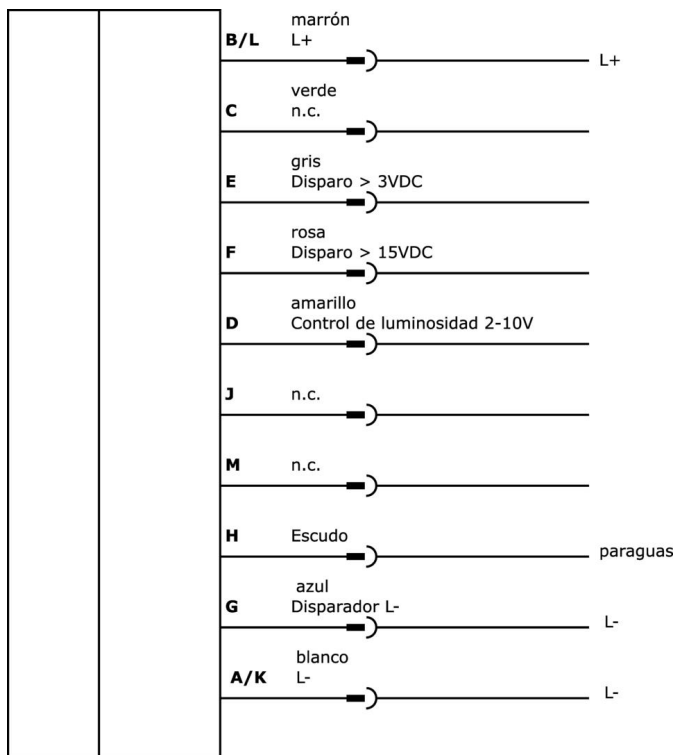 marrón
B/L L+
L+
verde
C n.c.
gris
E Disparo > 3VDC
rosa
F Disparo > 15VDC
amarillo
D Control de luminosidad 2-10V
J n.c.
M n.c.
H Escudo
paraguas
azul
G Disparador L-
L-
blanco
A/K L-
L-